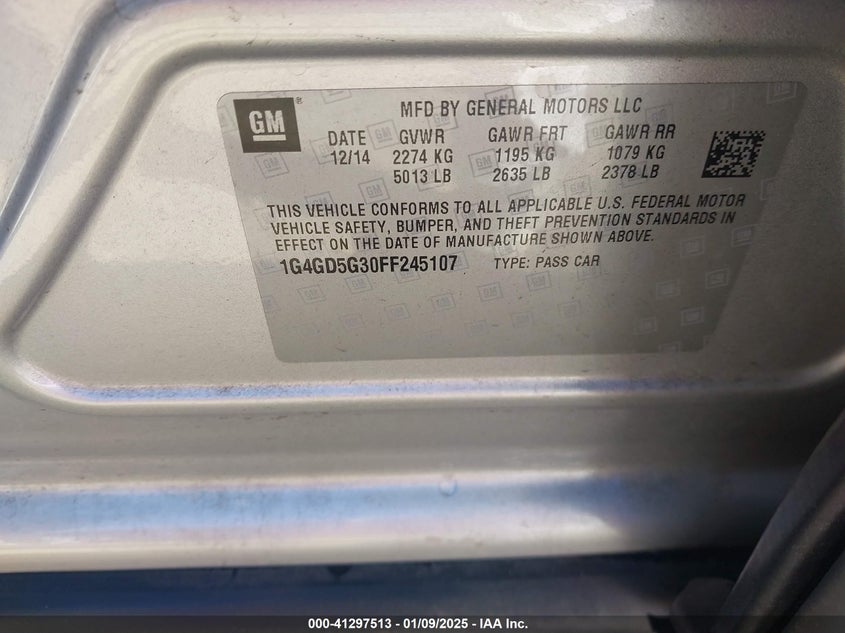 GM®
MFD BY GENERAL MOTORS LLC
DATE GVWR GAWR FRT GAWR RR
12/14 2274 KG 1195 KG 1079 KG
5013 LB 2635 LB 2378 LB
THIS VEHICLE CONFORMS TO ALL APPLICABLE U.S. FEDERAL MOTOR
VEHICLE SAFETY, BUMPER, AND THEFT PREVENTION STANDARDS IN
EFFECT ON THE DATE OF MANUFACTURE SHOWN ABOVE.
1G4GD5G30FF245107 TYPE: PASS CAR
000-41297513 - 01/09/2025 - IAA Inc.